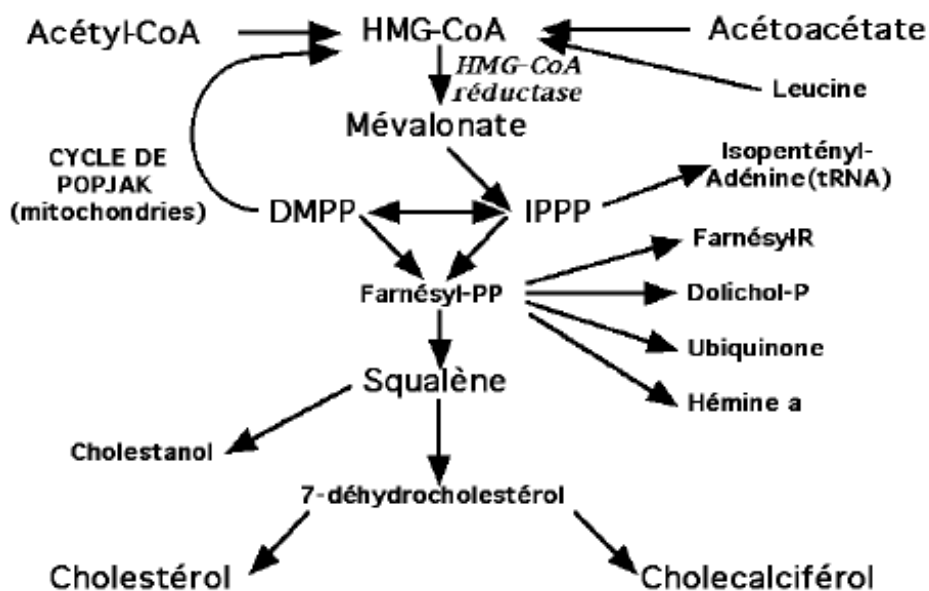 Acétyl-CoA
HMG-CoA
Acétoacétate
HMG-CoA
réductase
Leucine
Mévalonate
CYCLE DE
POPJAK
(mitochondries)
Isopentényl-
Adénine(tRNA)
DMPP
IPPP
Farnésyl-PP
Farnésyl-R
Dolichol-P
Ubiquinone
Hémine a
Squalène
Cholestanol
7-déhydrocholestérol
Cholestérol
Cholecalciférol